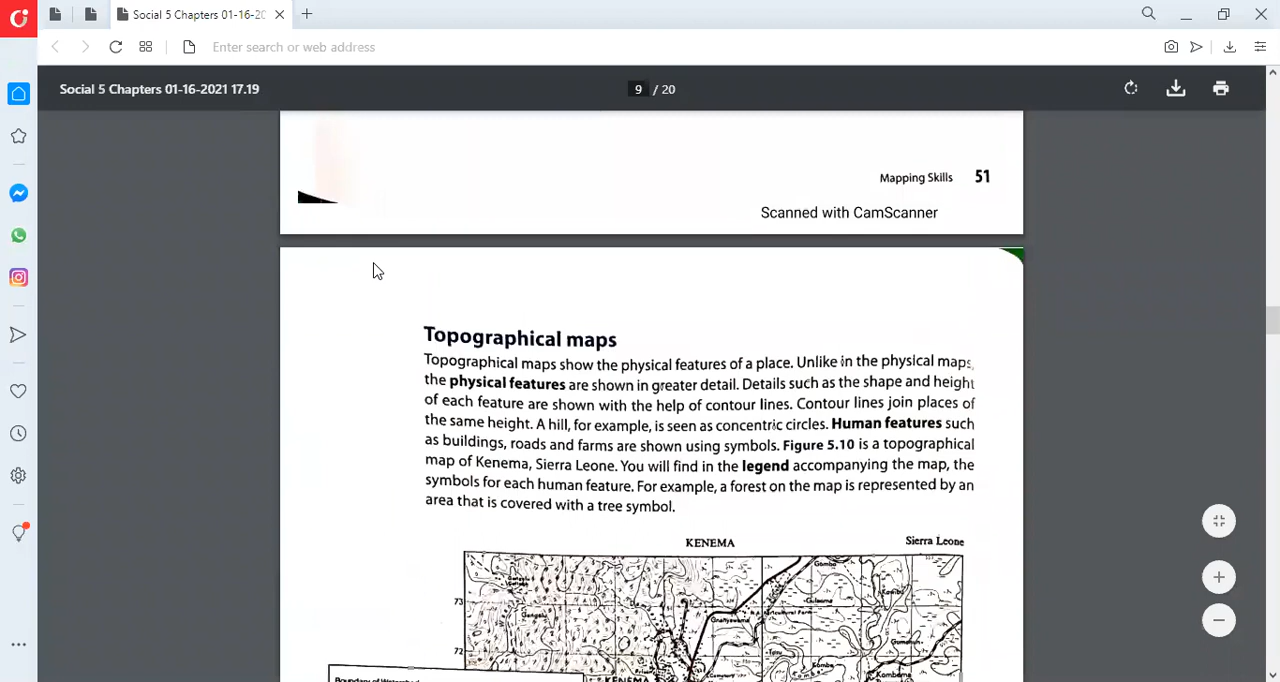 Social 5 Chapters 01-16-20
Enter search or web address
Social 5 Chapters 01-16-2021 17.19
9 / 20
Mapping Skills 51
Scanned with CamScanner
Topographical maps
Topographical maps show the physical features of a place. Unlike in the physical maps,
the physical features are shown in greater detail. Details such as the shape and height
of each feature are shown with the help of contour lines. Contour lines join places of
the same height. A hill, for example, is seen as concentric circles. Human features such
as buildings, roads and farms are shown using symbols. Figure 5.10 is a topographical
map of Kenema, Sierra Leone. You will find in the legend accompanying the map, the
symbols for each human feature. For example, a forest on the map is represented by an
area that is covered with a tree symbol.
KENEMA Sierra Leone
Gombo
73
Gnahyawama
72
KENEMA